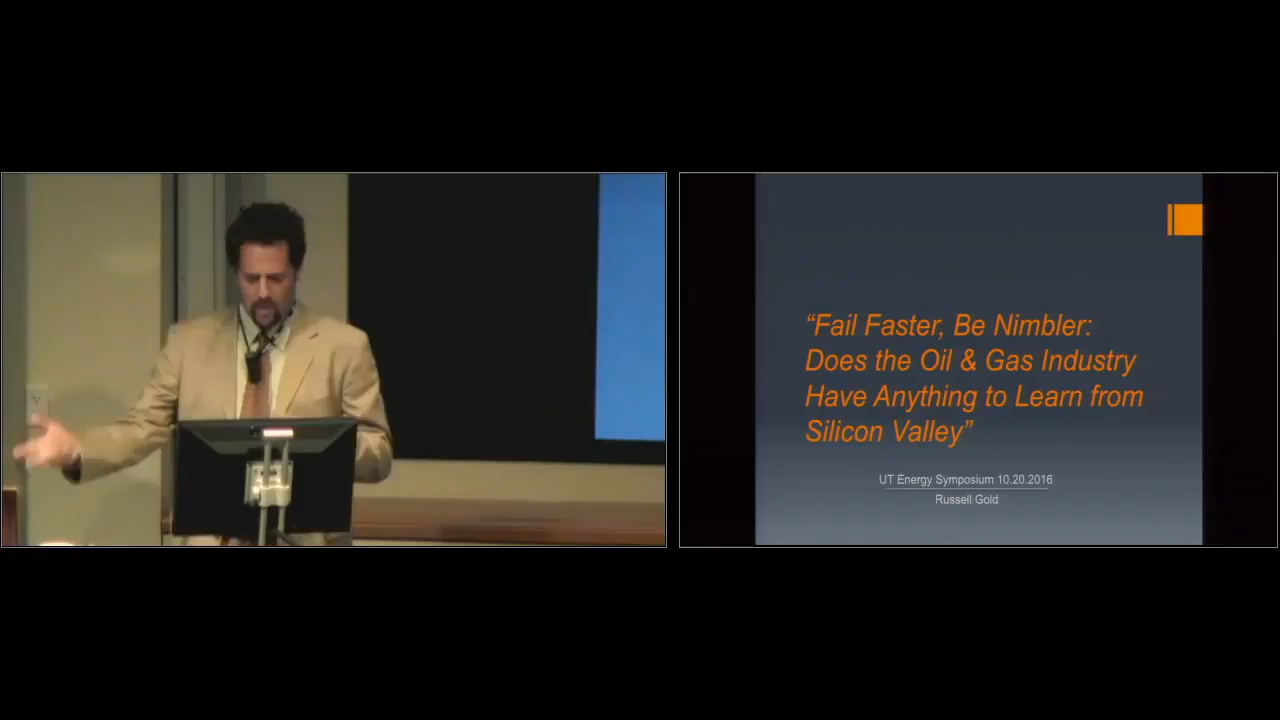 “Fail Faster, Be Nimbler:
Does the Oil & Gas Industry
Have Anything to Learn from
Silicon Valley”
UT Energy Symposium 10.20.2016
Russell Gold